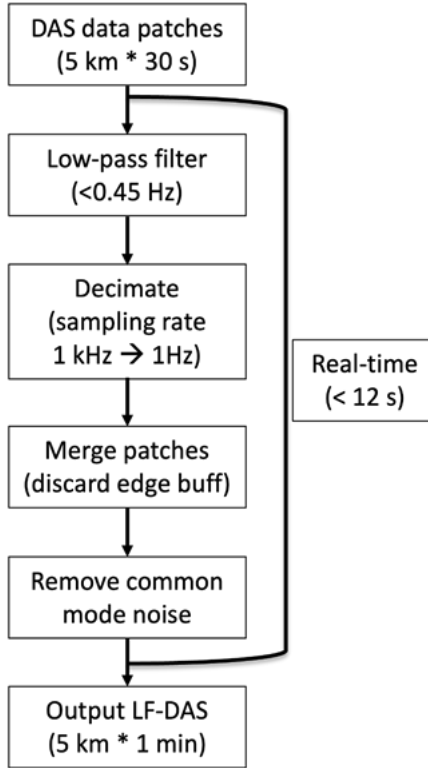 DAS data patches
(5 km * 30 s)
Low-pass filter
(<0.45 Hz)
Decimate
(sampling rate
1 kHz → 1Hz)
Real-time
(< 12 s)
Merge patches
(discard edge buff)
Remove common
mode noise
Output LF-DAS
(5 km * 1 min)